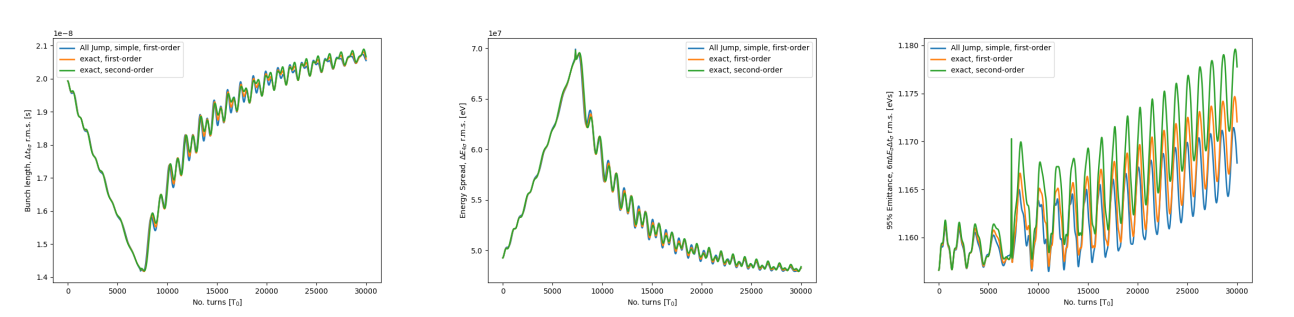 1e−8
2.1
2.0
1.9
1.8
1.7
1.6
1.5
1.4
Bunch length, Δt₄σ r.m.s. [s]
All Jump, simple, first-order
exact, first-order
exact, second-order
0 5000 10000 15000 20000 25000 30000
No. turns [T₀]
1e7
7.0
6.5
6.0
5.5
5.0
Energy Spread, ΔE₄σ r.m.s. [eV]
All Jump, simple, first-order
exact, first-order
exact, second-order
0 5000 10000 15000 20000 25000 30000
No. turns [T₀]
1.180
1.175
1.170
1.165
1.160
95% Emittance, 6πΔEσΔtσ r.m.s. [eVs]
All Jump, simple, first-order
exact, first-order
exact, second-order
0 5000 10000 15000 20000 25000 30000
No. turns [T₀]